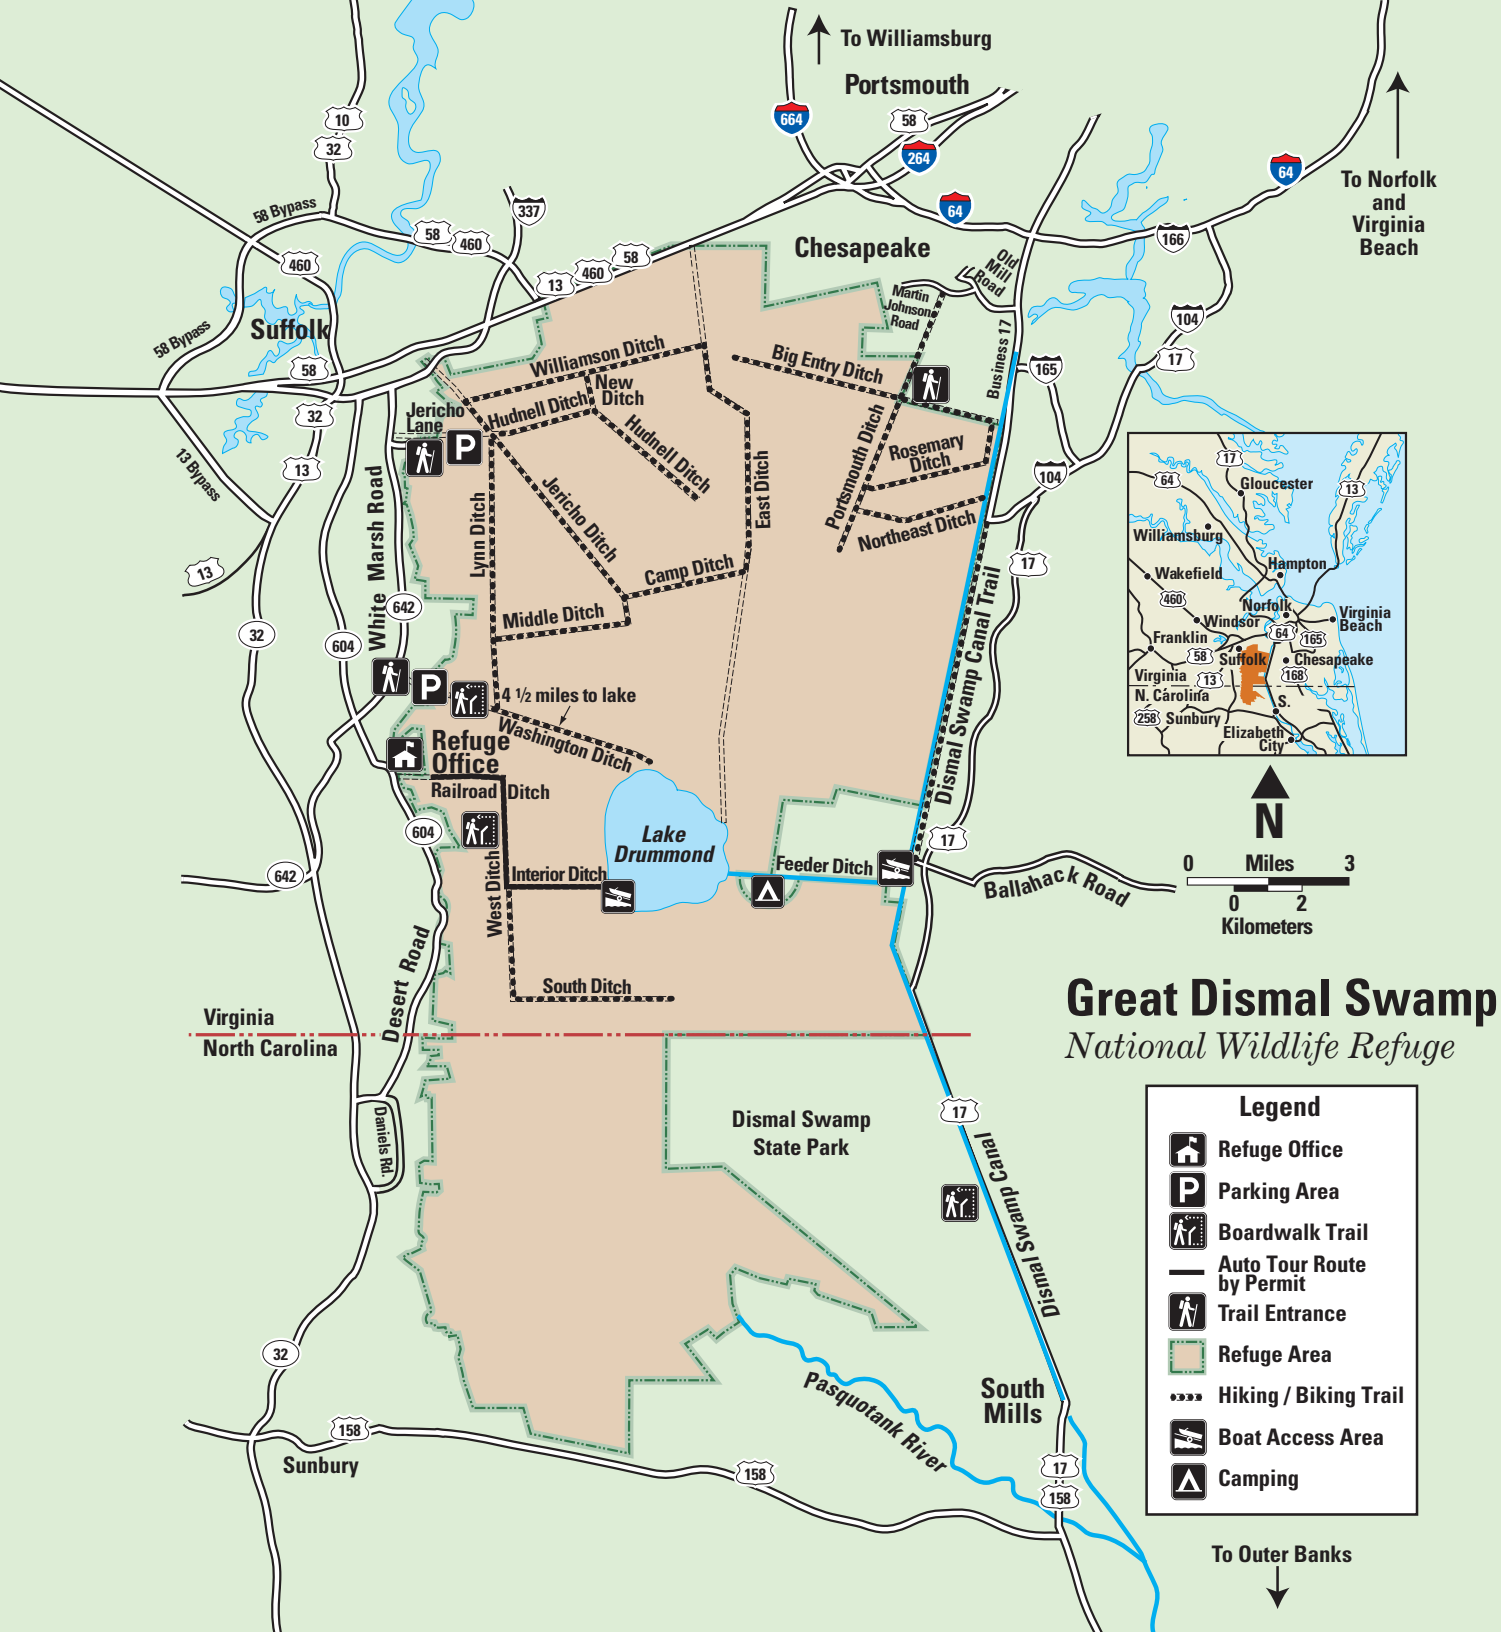 To Williamsburg
Portsmouth
664
58
264
64
64
To Norfolk
and
Virginia
Beach
10
32
58 Bypass
58
460
337
460
13
460
58
Chesapeake
166
Old
Mill
Road
Martin
Johnson
Road
Suffolk
58 Bypass
58
104
17
Business 17
165
Williamson Ditch
New
Ditch
Big Entry Ditch
Jericho
Lane
Hudnell Ditch
Hudnell Ditch
32
13 Bypass
13
P
Lynn Ditch
Jericho Ditch
East Ditch
Portsmouth Ditch
Rosemary
Ditch
Northeast Ditch
104
17
White Marsh Road
13
642
Camp Ditch
Middle Ditch
Dismal Swamp Canal Trail
32
604
P
4 ½ miles to lake
Washington Ditch
Refuge
Office
Railroad Ditch
604
Lake
Drummond
West Ditch
Interior Ditch
Feeder Ditch
17
Ballahack Road
642
Desert Road
South Ditch
Virginia
North Carolina
Daniels Rd.
Dismal Swamp
State Park
17
Dismal Swamp Canal
32
158
Sunbury
158
Pasquotank River
South
Mills
17
158
17
64
Gloucester
13
Williamsburg
Wakefield
Hampton
460
Norfolk
Windsor
Virginia
Beach
64
165
Franklin
58
Suffolk
Chesapeake
Virginia
13
168
N. Carolina
258
Sunbury
S.
Elizabeth
City
N
0 Miles 3
0 2
Kilometers
Great Dismal Swamp
National Wildlife Refuge
Legend
Refuge Office
P Parking Area
Boardwalk Trail
Auto Tour Route
by Permit
Trail Entrance
Refuge Area
Hiking / Biking Trail
Boat Access Area
Camping
To Outer Banks